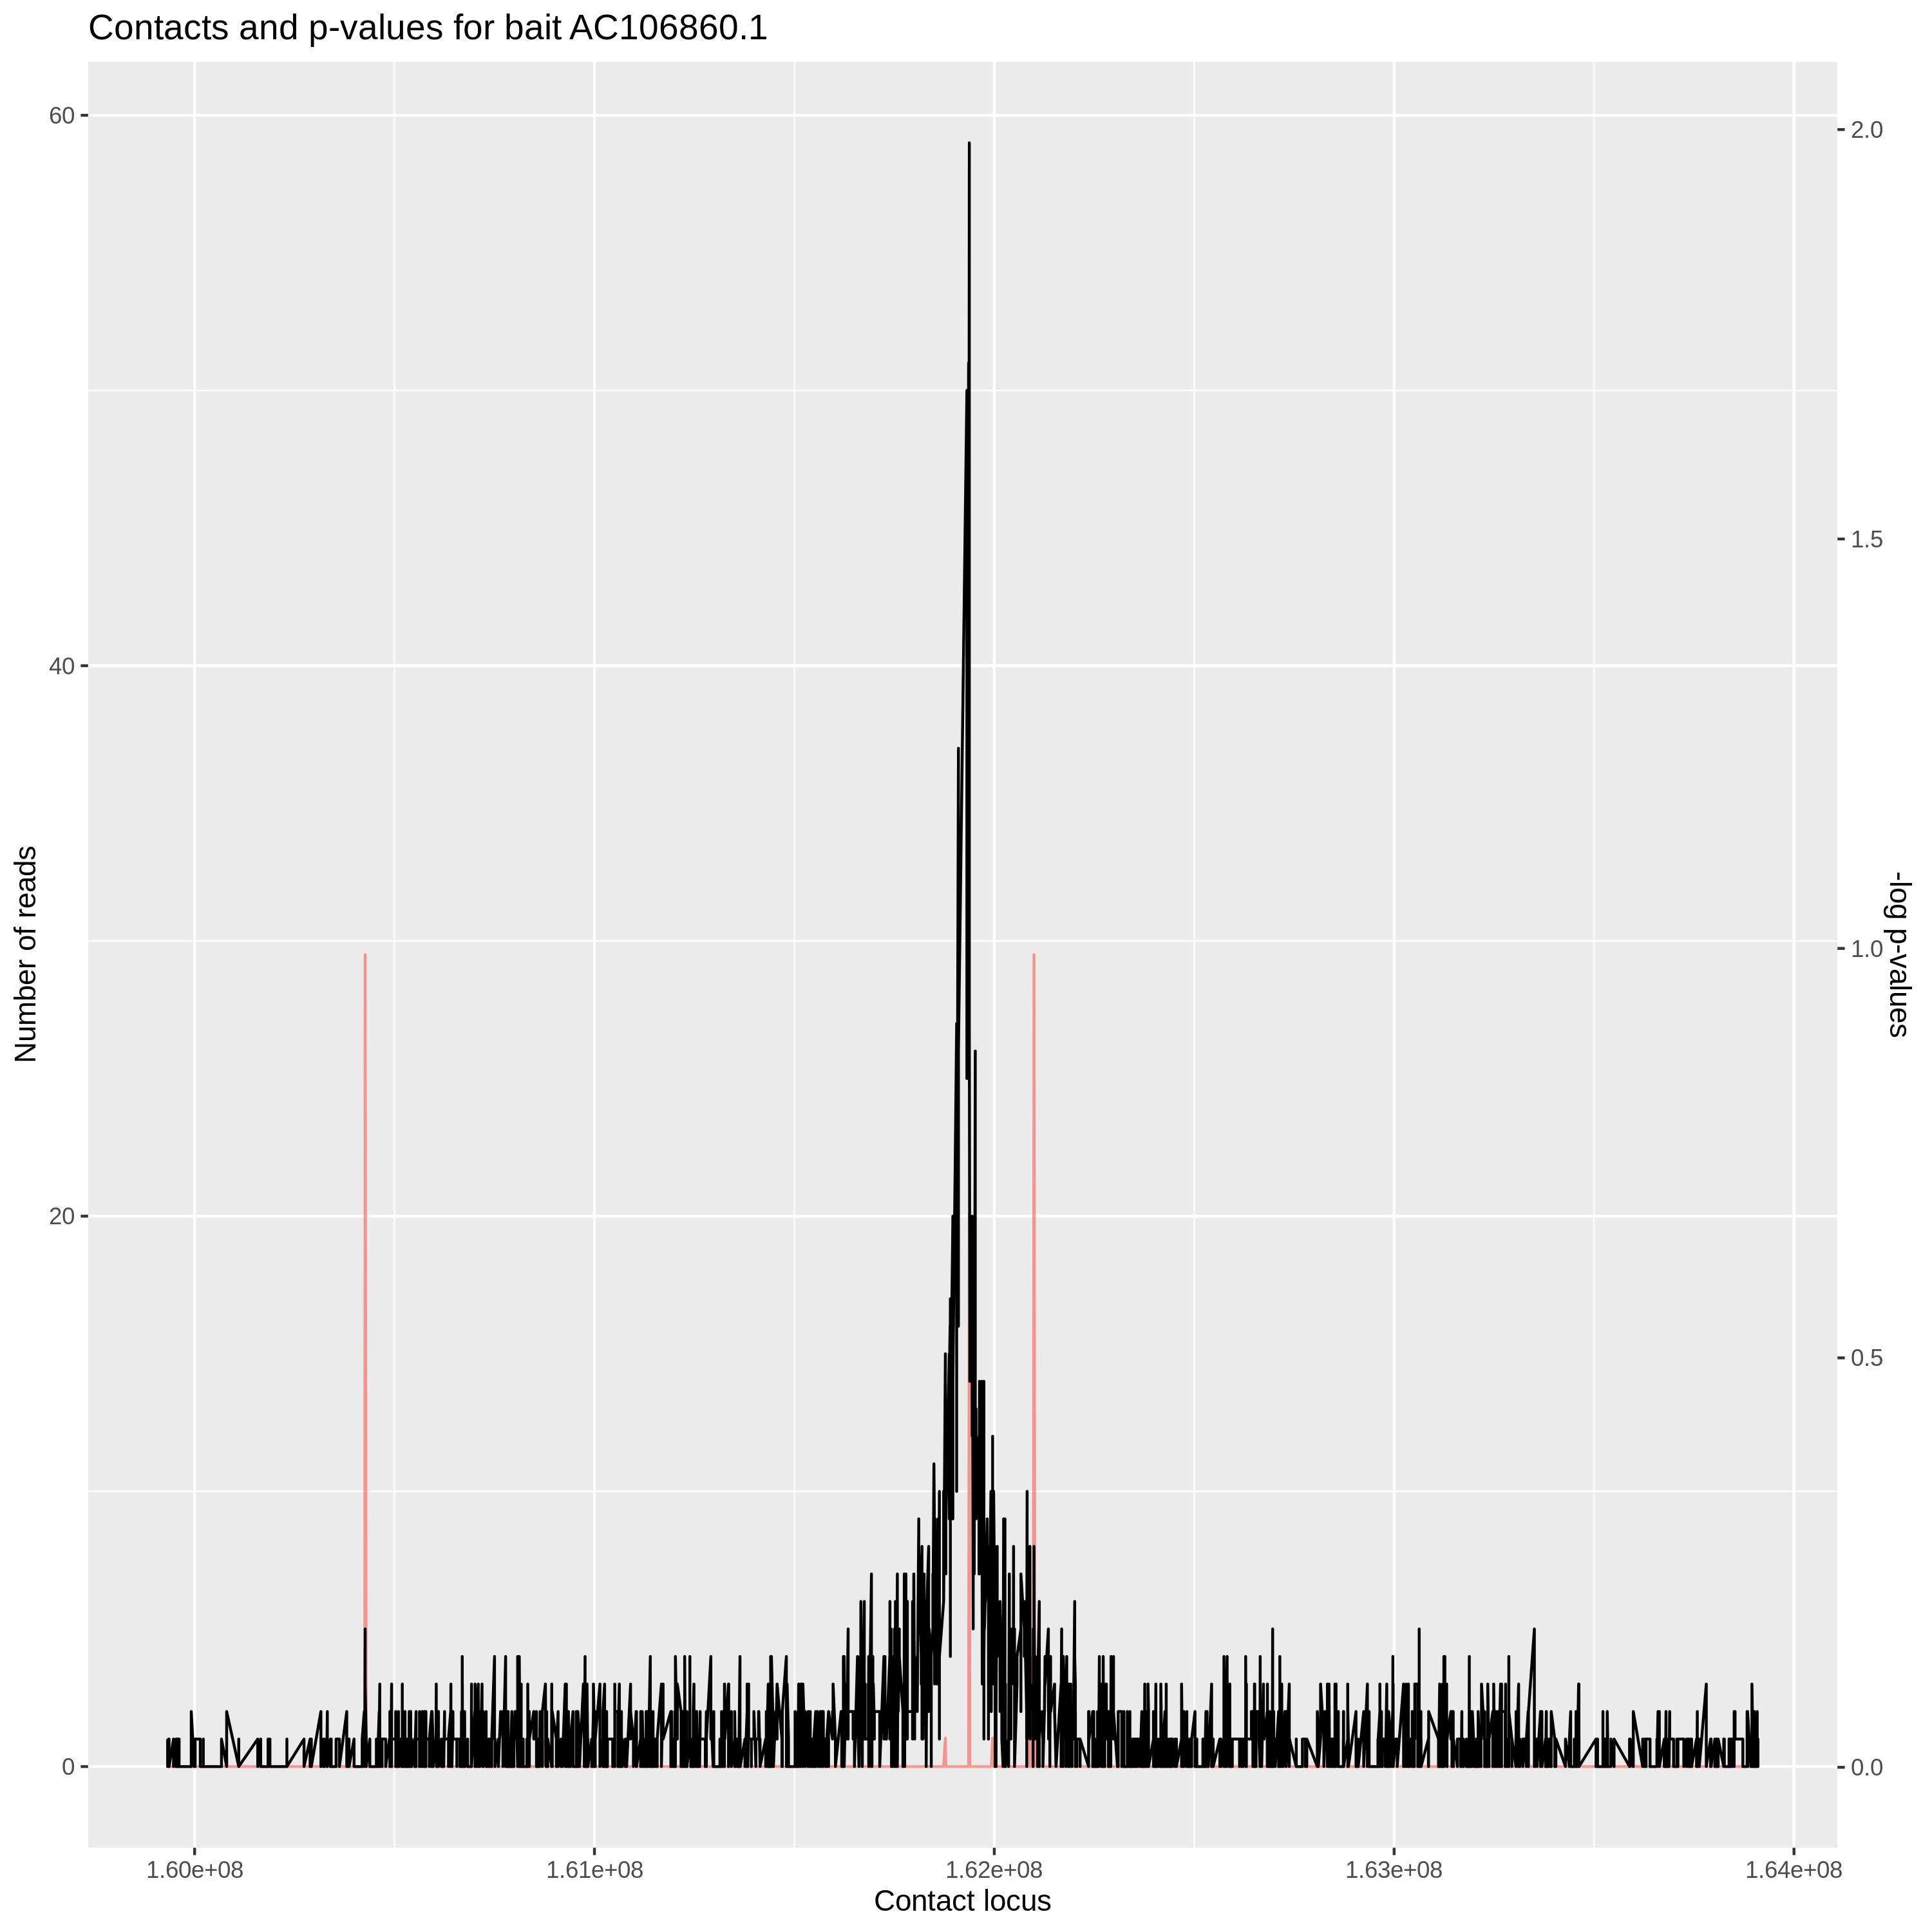 Contacts and p-values for bait AC106860.1
60
40
20
0
Number of reads
2.0
1.5
1.0
0.5
0.0
-log p-values
1.60e+08
1.61e+08
1.62e+08
1.63e+08
1.64e+08
Contact locus